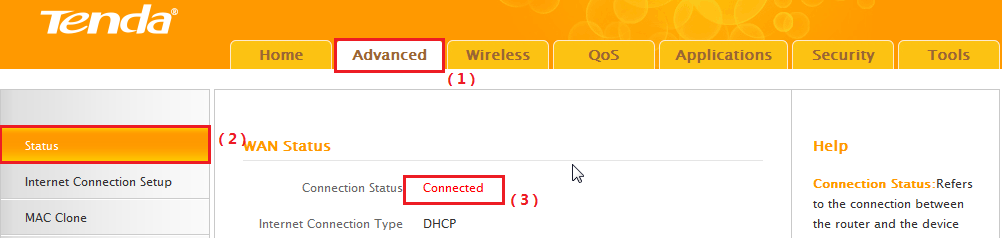 Tenda®
Home Advanced Wireless QoS Applications Security Tools
(1)
Status
Internet Connection Setup
MAC Clone
(2)
WAN Status
Connection Status Connected
(3)
Internet Connection Type DHCP
Help
Connection Status:Refers
to the connection between
the router and the device